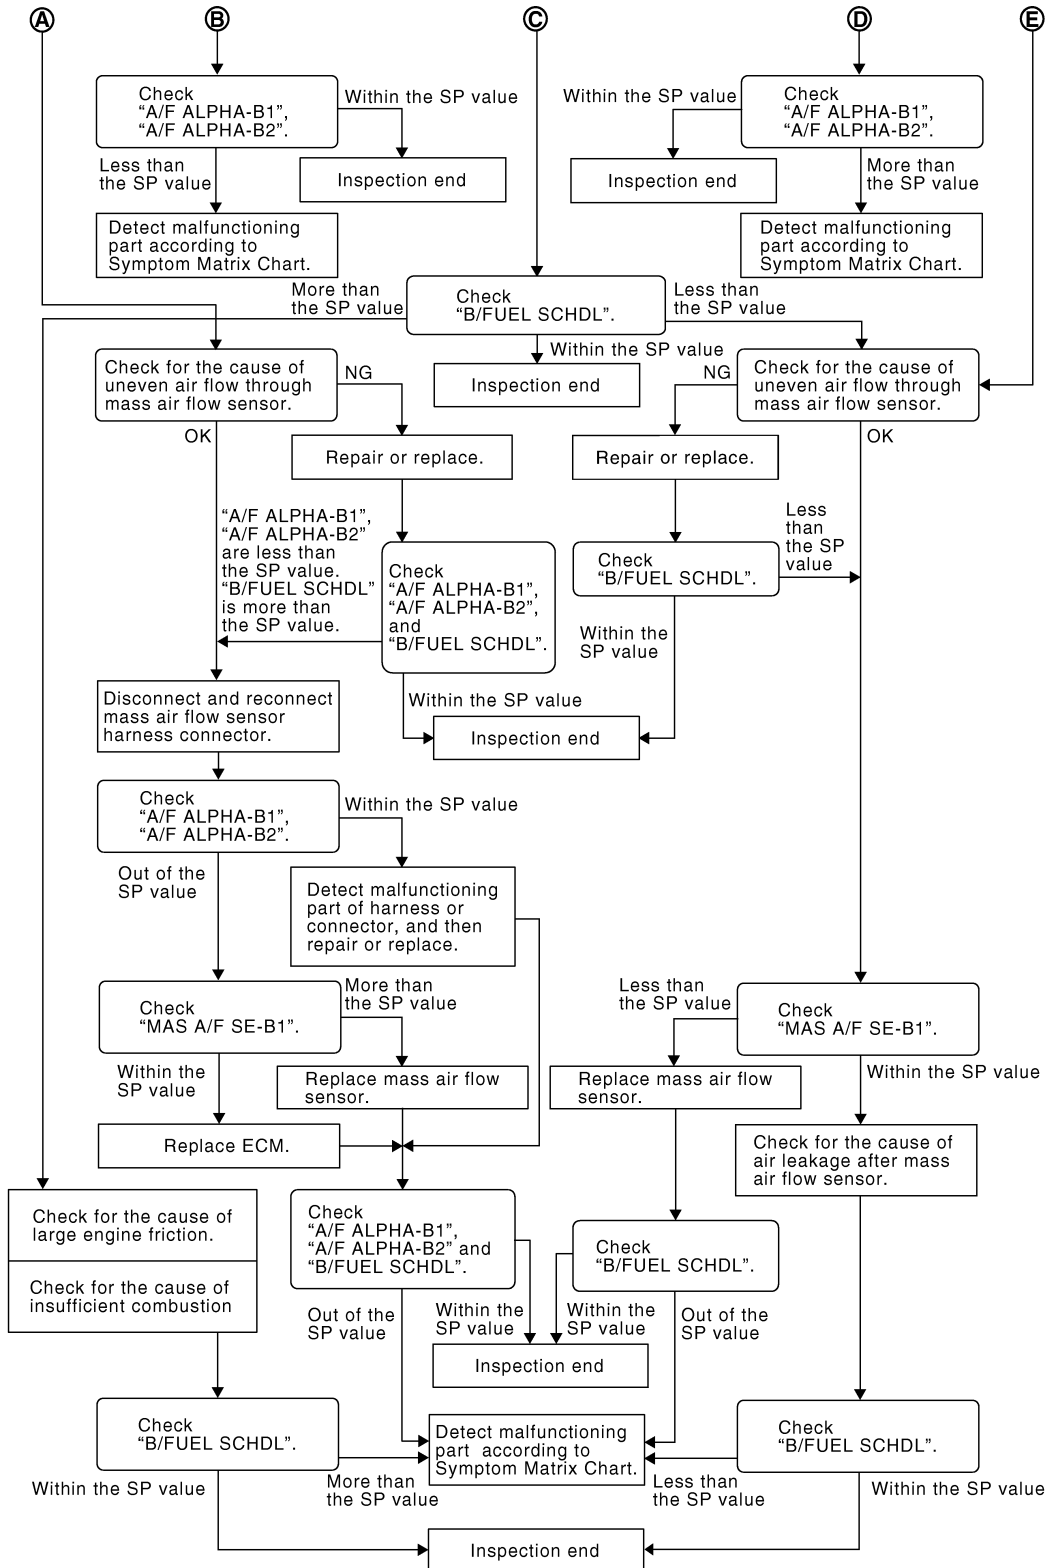 A
B
C
D
E
Check
“A/F ALPHA-B1”,
“A/F ALPHA-B2”.
Within the SP value
Less than
the SP value
Inspection end
Detect malfunctioning
part according to
Symptom Matrix Chart.
Within the SP value
Check
“A/F ALPHA-B1”,
“A/F ALPHA-B2”.
Inspection end
More than
the SP value
Detect malfunctioning
part according to
Symptom Matrix Chart.
More than
the SP value
Check
“B/FUEL SCHDL”.
Less than
the SP value
Within the SP value
Inspection end
Check for the cause of
uneven air flow through
mass air flow sensor.
NG
OK
Repair or replace.
NG
Check for the cause of
uneven air flow through
mass air flow sensor.
OK
Repair or replace.
“A/F ALPHA-B1”,
“A/F ALPHA-B2”
are less than
the SP value.
“B/FUEL SCHDL”
is more than
the SP value.
Check
“A/F ALPHA-B1”,
“A/F ALPHA-B2”,
and
“B/FUEL SCHDL”.
Check
“B/FUEL SCHDL”.
Less
than
the SP
value
Within the
SP value
Within the SP value
Inspection end
Disconnect and reconnect
mass air flow sensor
harness connector.
Check
“A/F ALPHA-B1”,
“A/F ALPHA-B2”.
Within the SP value
Out of the
SP value
Detect malfunctioning
part of harness or
connector, and then
repair or replace.
Check
“MAS A/F SE-B1”.
More than
the SP value
Within the
SP value
Replace mass air flow
sensor.
Replace ECM.
Less than
the SP value
Check
“MAS A/F SE-B1”.
Within the SP value
Replace mass air flow
sensor.
Check for the cause of
air leakage after mass
air flow sensor.
Check for the cause of
large engine friction.
Check for the cause of
insufficient combustion
Check
“A/F ALPHA-B1”,
“A/F ALPHA-B2” and
“B/FUEL SCHDL”.
Check
“B/FUEL SCHDL”.
Out of the
SP value
Within the
SP value
Within the
SP value
Out of the
SP value
Inspection end
Check
“B/FUEL SCHDL”.
Detect malfunctioning
part according to
Symptom Matrix Chart.
Check
“B/FUEL SCHDL”.
Within the SP value
More than
the SP value
Less than
the SP value
Within the SP value
Inspection end